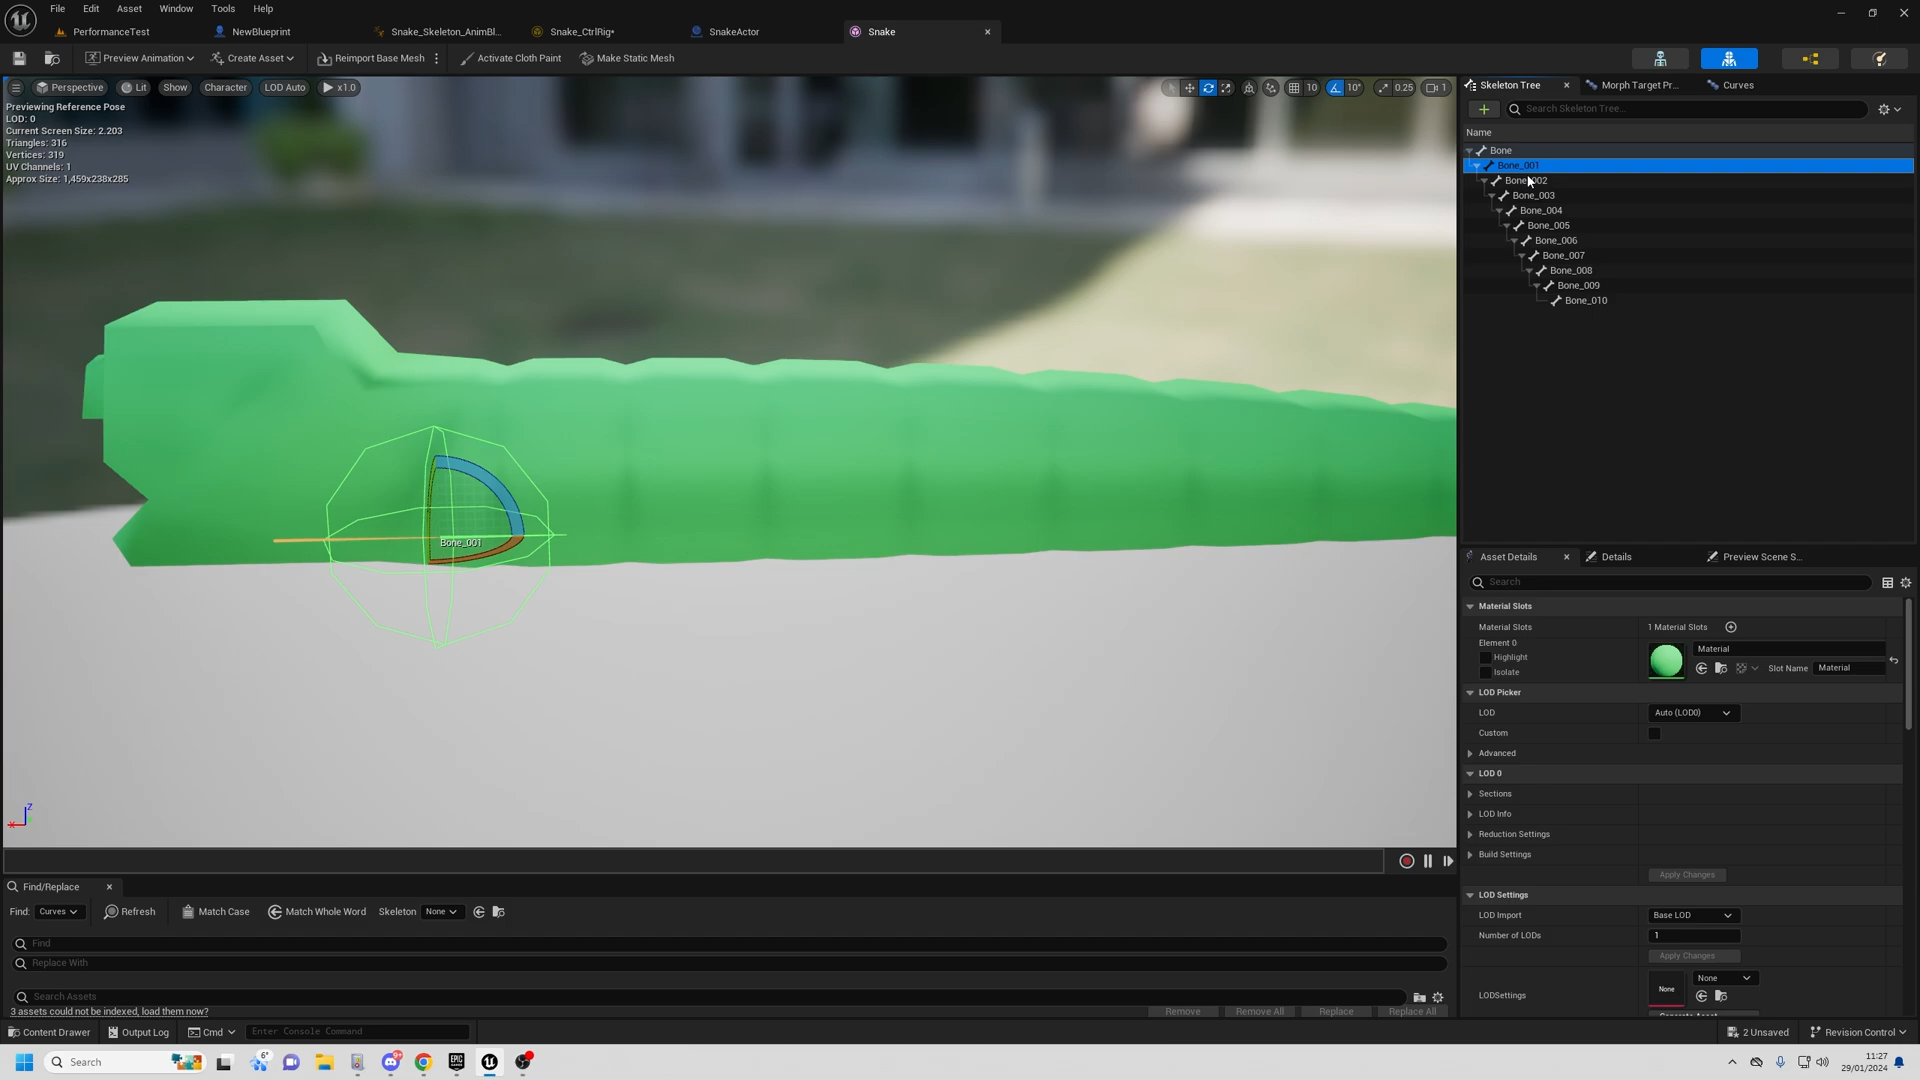 File Edit Asset Window Tools Help
PerformanceTest NewBlueprint Snake_Skeleton_AnimBl... Snake_CtrlRig* SnakeActor Snake
Preview Animation Create Asset Reimport Base Mesh Activate Cloth Paint Make Static Mesh
Perspective Lit Show Character LOD Auto x1.0 10 10° 0.25 1
Previewing Reference Pose
LOD: 0
Current Screen Size: 2.203
Triangles: 316
Vertices: 319
UV Channels: 1
Approx Size: 1,459x238x285
Bone_001
Z
X
Skeleton Tree Morph Target Pr... Curves
Search Skeleton Tree...
Name
Bone
Bone_001
Bone_002
Bone_003
Bone_004
Bone_005
Bone_006
Bone_007
Bone_008
Bone_009
Bone_010
Asset Details Details Preview Scene S...
Search
Material Slots
Material Slots 1 Material Slots
Element 0
Highlight
Isolate
Material
Slot Name Material
LOD Picker
LOD Auto (LOD0)
Custom
Advanced
LOD 0
Sections
LOD Info
Reduction Settings
Build Settings
Apply Changes
LOD Settings
LOD Import Base LOD
Number of LODs 1
Apply Changes
LODSettings None None
Find/Replace
Find: Curves Refresh Match Case Match Whole Word Skeleton None
Find
Replace With
Search Assets
3 assets could not be indexed, load them now? Remove Remove All Replace Replace All
Content Drawer Output Log Cmd Enter Console Command 2 Unsaved Revision Control
Search 6° 9+ EPIC 11:27
29/01/2024